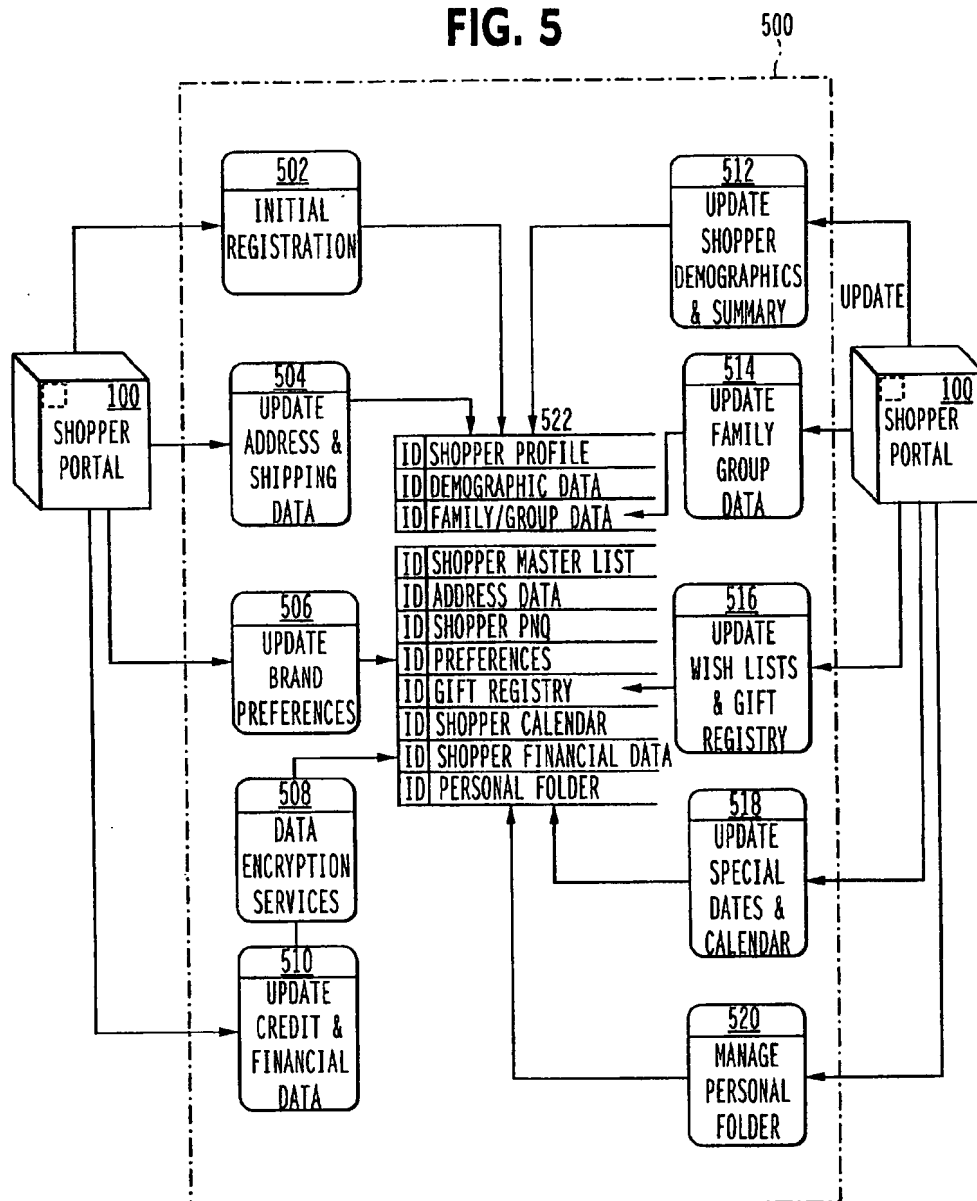 FIG. 5
500
502
INITIAL
REGISTRATION
512
UPDATE
SHOPPER
DEMOGRAPHICS
& SUMMARY
UPDATE
100
SHOPPER
PORTAL
504
UPDATE
ADDRESS &
SHIPPING
DATA
514
UPDATE
FAMILY
GROUP
DATA
100
SHOPPER
PORTAL
522
ID SHOPPER PROFILE
ID DEMOGRAPHIC DATA
ID FAMILY/GROUP DATA
ID SHOPPER MASTER LIST
ID ADDRESS DATA
ID SHOPPER PNQ
ID PREFERENCES
ID GIFT REGISTRY
ID SHOPPER CALENDAR
ID SHOPPER FINANCIAL DATA
ID PERSONAL FOLDER
506
UPDATE
BRAND
PREFERENCES
516
UPDATE
WISH LISTS
& GIFT
REGISTRY
508
DATA
ENCRYPTION
SERVICES
518
UPDATE
SPECIAL
DATES &
CALENDAR
510
UPDATE
CREDIT &
FINANCIAL
DATA
520
MANAGE
PERSONAL
FOLDER